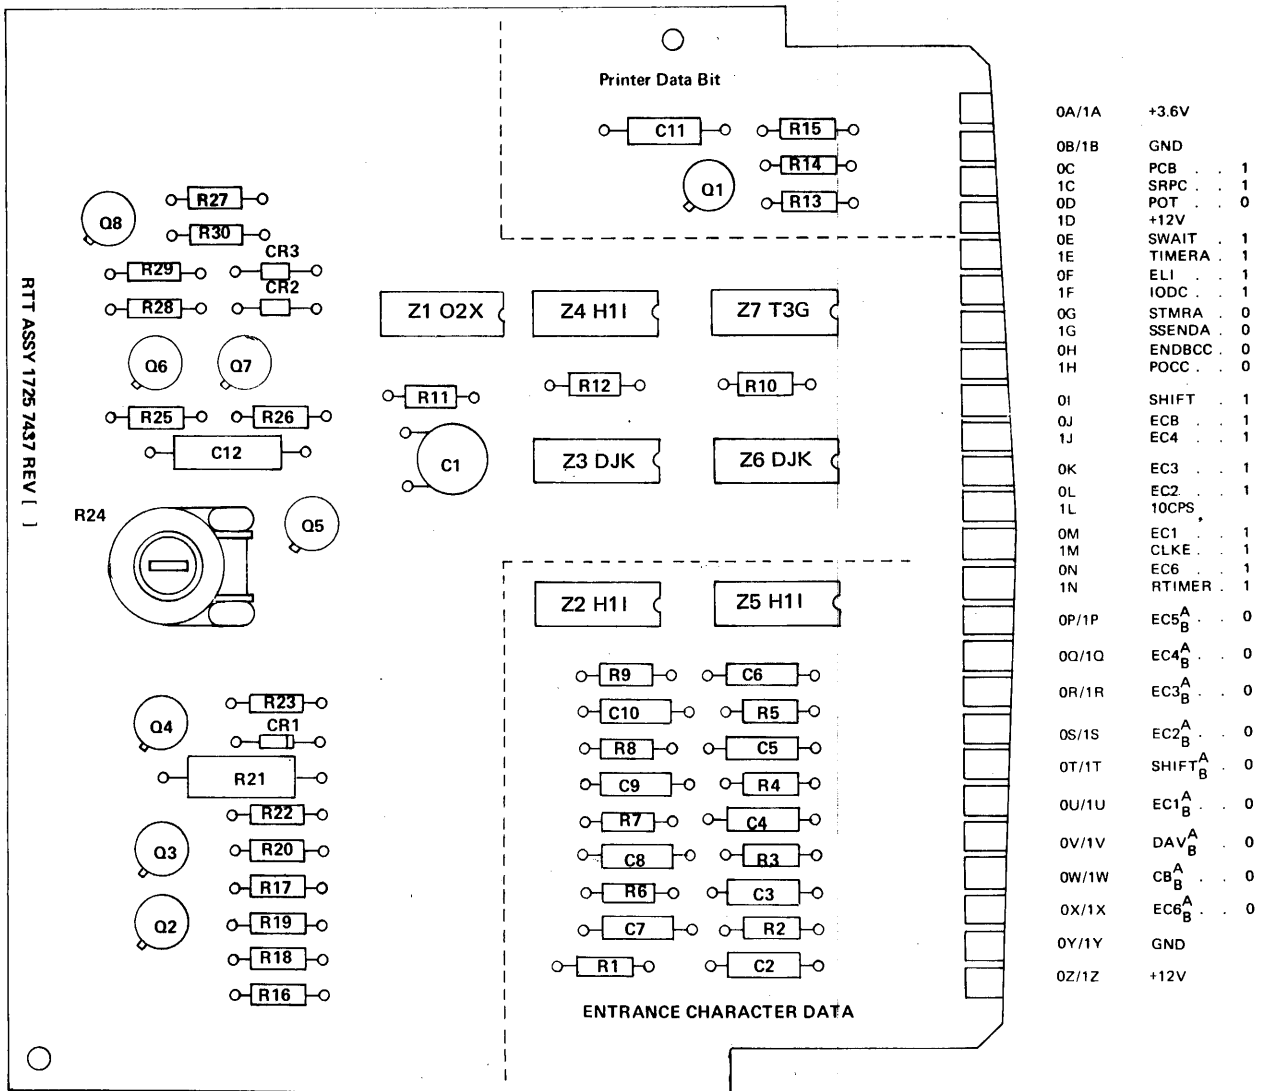 Printer Data Bit
C11
R15
R14
Q1
R13
R27
Q8
R30
CR3
R29
CR2
R28
Z1 O2X
Z4 H1I
Z7 T3G
Q6
Q7
R12
R10
R11
R25
R26
C12
C1
Z3 DJK
Z6 DJK
RTT ASSY 1725 7437 REV [ ]
R24
Q5
Z2 H1I
Z5 H1I
R9
C6
C10
R5
R8
C5
C9
R4
R7
C4
C8
R3
R6
C3
C7
R2
R1
C2
R23
Q4
CR1
R21
R22
Q3
R20
R17
Q2
R19
R18
R16
ENTRANCE CHARACTER DATA
0A/1A +3.6V
0B/1B GND
0C PCB . . 1
1C SRPC . . 1
0D POT . . 0
1D +12V
0E SWAIT . 1
1E TIMERA . 1
0F ELI . . 1
1F IODC . . 1
0G STMRA . 0
1G SSENDA . 0
0H ENDBCC . 0
1H POCC . . 0
0I SHIFT . 1
0J ECB . . 1
1J EC4 . . 1
0K EC3 . . 1
0L EC2 . . 1
1L 10CPS
0M EC1 . . 1
1M CLKE . . 1
0N EC6 . . 1
1N RTIMER . 1
0P/1P EC5 A B . . 0
0Q/1Q EC4 A B . . 0
0R/1R EC3 A B . . 0
0S/1S EC2 A B . . 0
0T/1T SHIFT A B . 0
0U/1U EC1 A B . . 0
0V/1V DAV A B . 0
0W/1W CB A B . . 0
0X/1X EC6 A B . . 0
0Y/1Y GND
0Z/1Z +12V